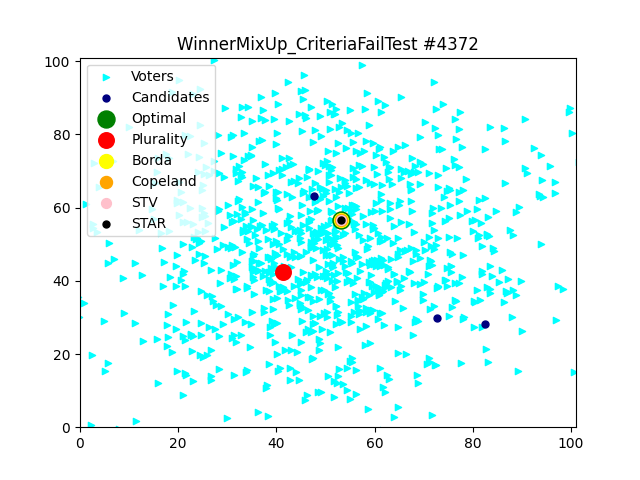 WinnerMixUp_CriteriaFailTest #4372
100
80
60
40
20
0
Voters
Candidates
Optimal
Plurality
Borda
Copeland
STV
STAR
0 20 40 60 80 100